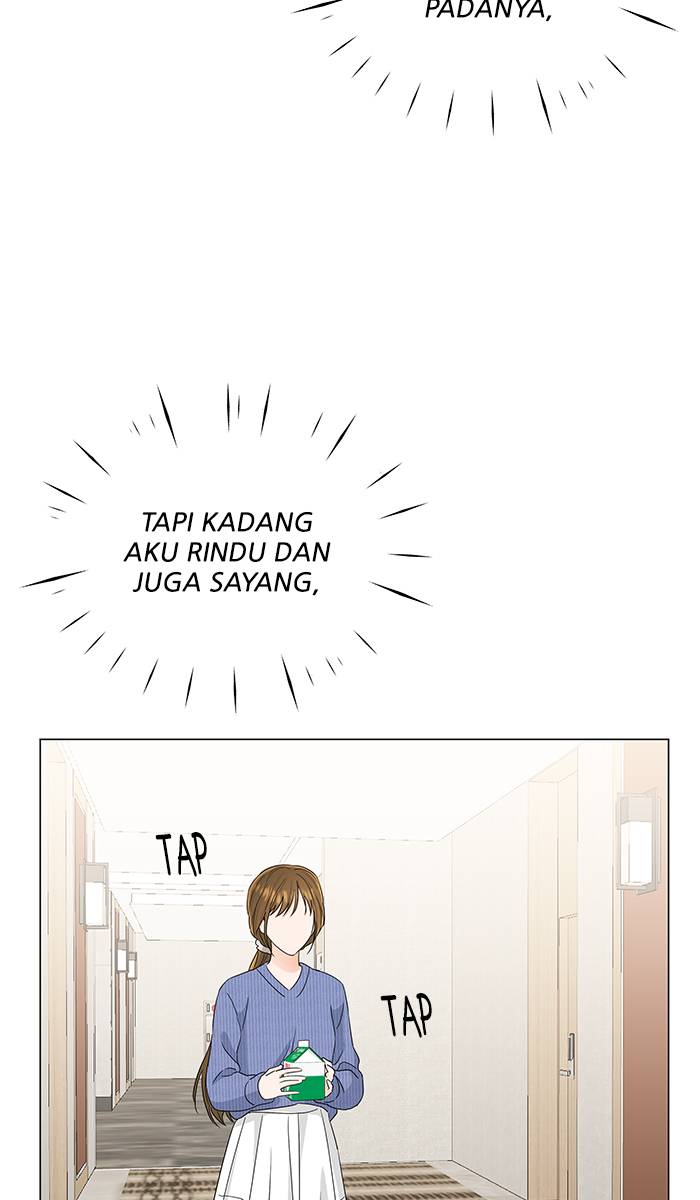 PADANYA,
TAPI KADANG
AKU RINDU DAN
JUGA SAYANG,
TAP
TAP